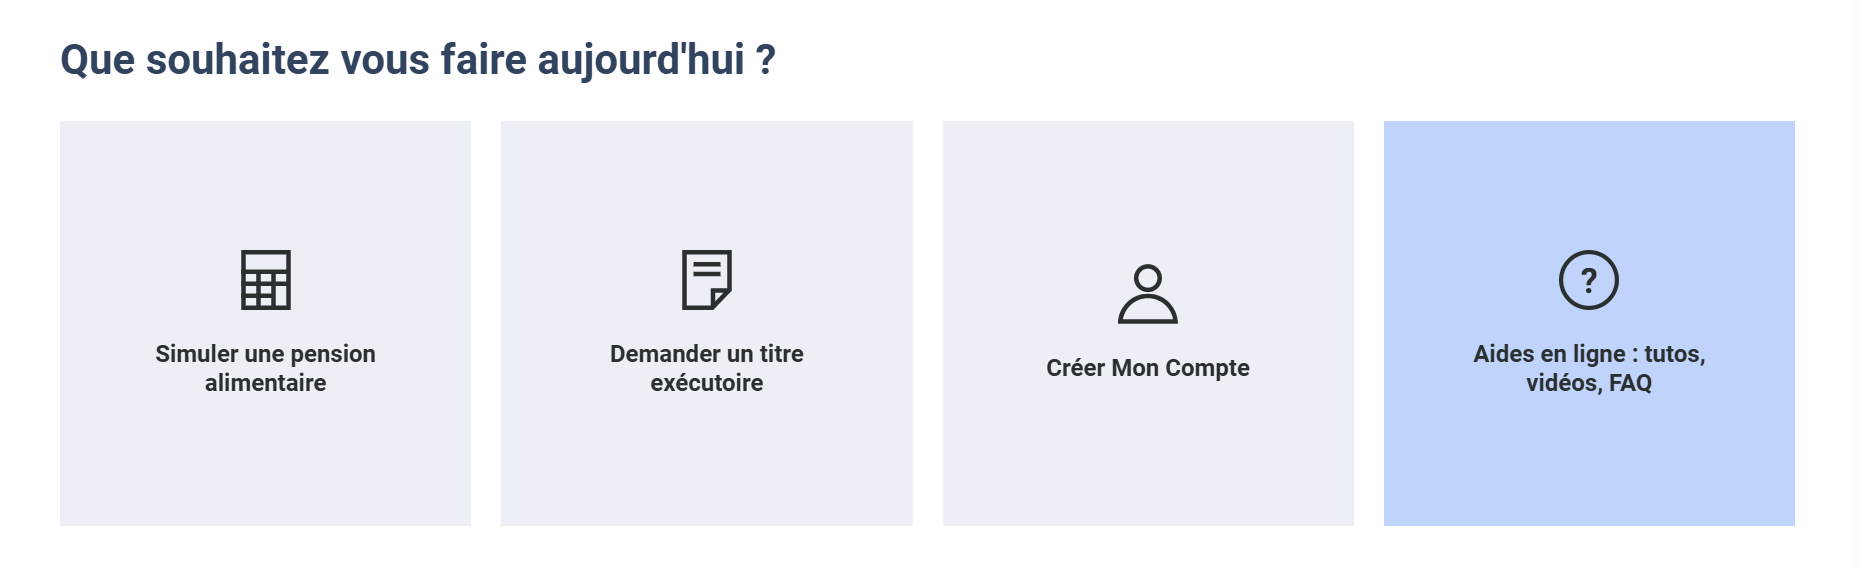 Que souhaitez vous faire aujourd'hui ?
Simuler une pension
alimentaire
Demander un titre
exécutoire
Créer Mon Compte
?
Aides en ligne : tutos,
vidéos, FAQ